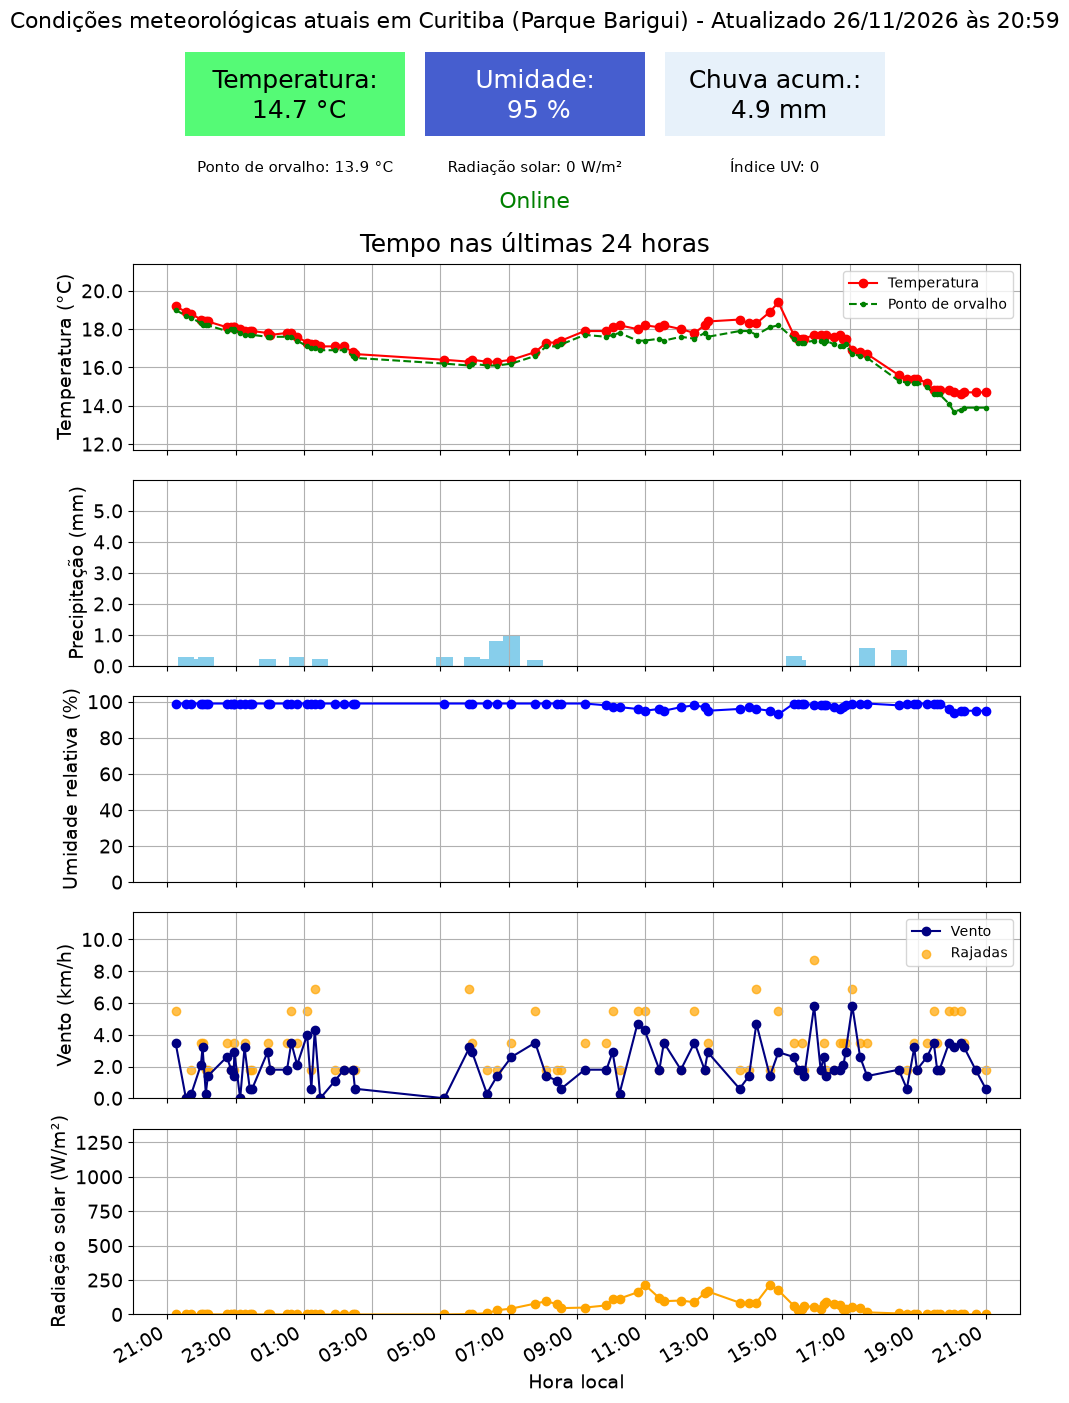 Condições meteorológicas atuais em Curitiba (Parque Barigui) - Atualizado 26/11/2026 às 20:59
Temperatura:
14.7 °C
Umidade:
95 %
Chuva acum.:
4.9 mm
Ponto de orvalho: 13.9 °C
Radiação solar: 0 W/m²
Índice UV: 0
Online
Tempo nas últimas 24 horas
Temperatura (°C)
20.0
18.0
16.0
14.0
12.0
Temperatura
Ponto de orvalho
Precipitação (mm)
5.0
4.0
3.0
2.0
1.0
0.0
Umidade relativa (%)
100
80
60
40
20
0
Vento (km/h)
10.0
8.0
6.0
4.0
2.0
0.0
Vento
Rajadas
Radiação solar (W/m²)
1250
1000
750
500
250
0
21:00
23:00
01:00
03:00
05:00
07:00
09:00
11:00
13:00
15:00
17:00
19:00
21:00
Hora local